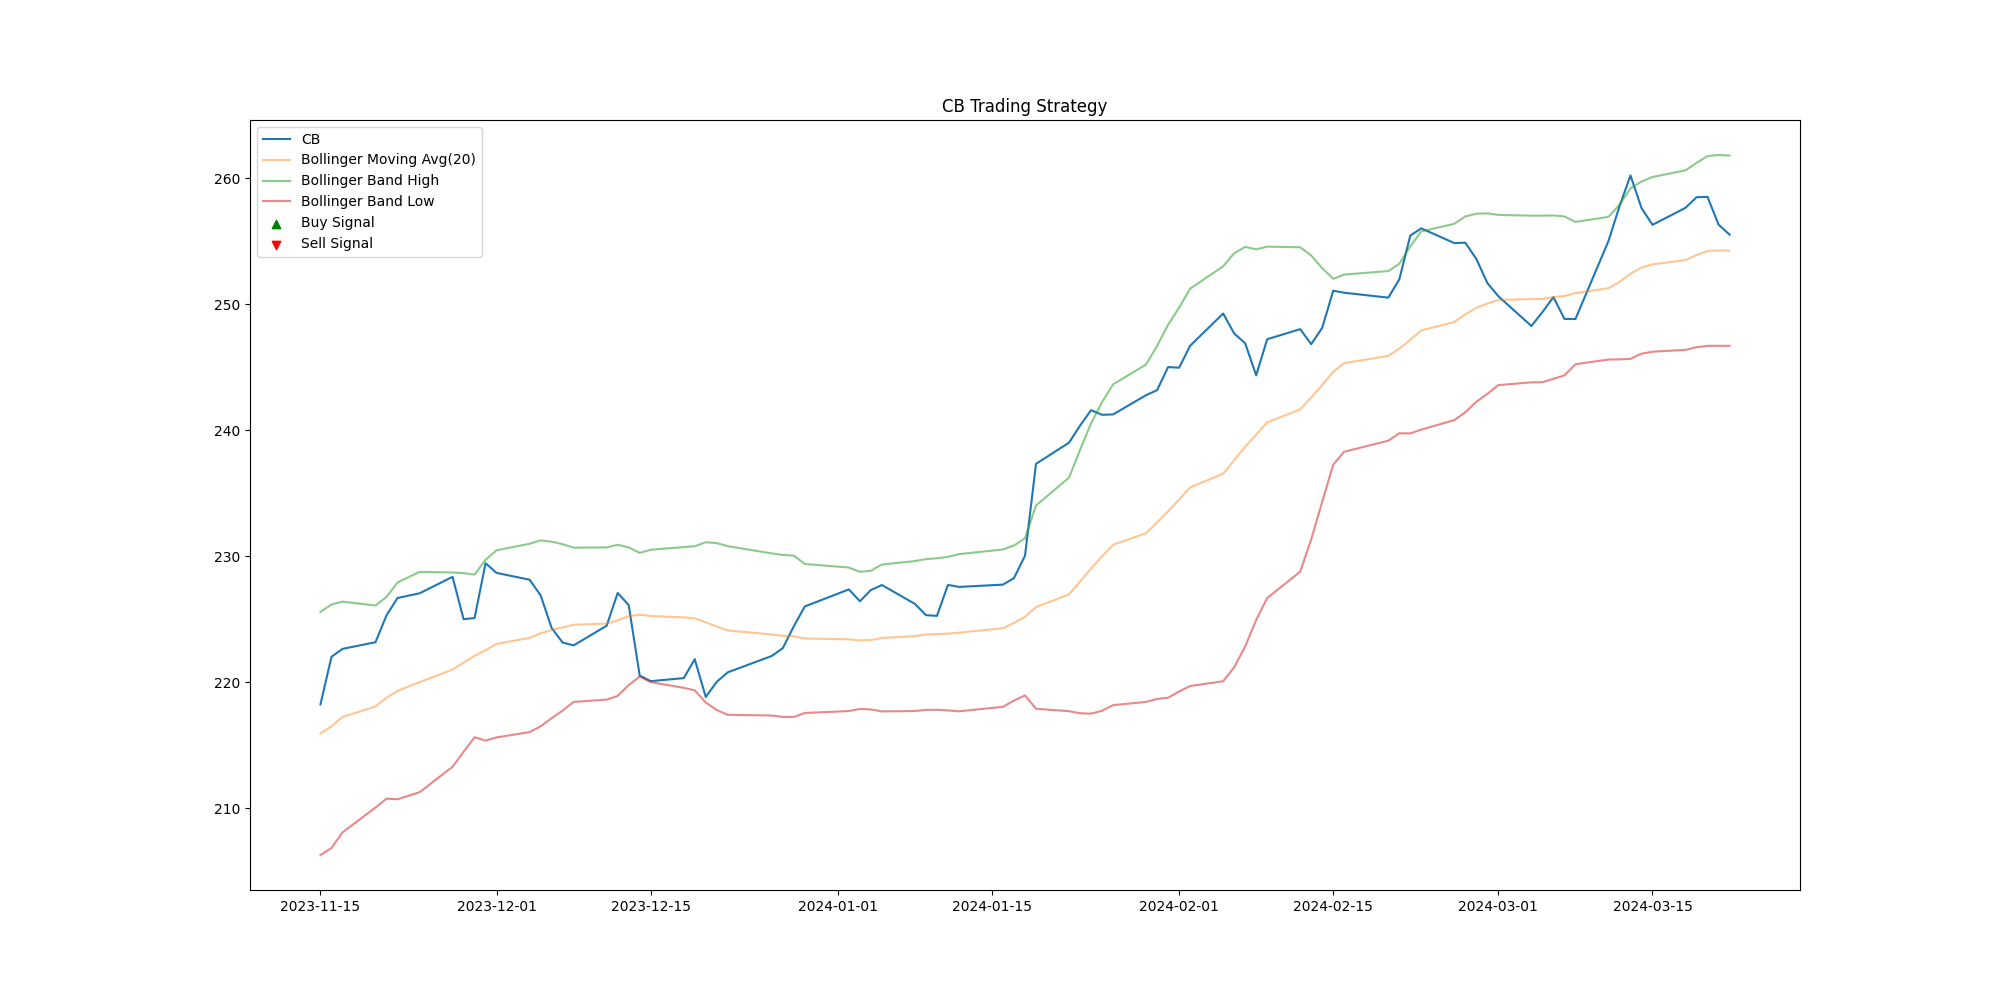 CB Trading Strategy
CB
Bollinger Moving Avg(20)
Bollinger Band High
Bollinger Band Low
Buy Signal
Sell Signal
260
250
240
230
220
210
2023-11-15 2023-12-01 2023-12-15 2024-01-01 2024-01-15 2024-02-01 2024-02-15 2024-03-01 2024-03-15